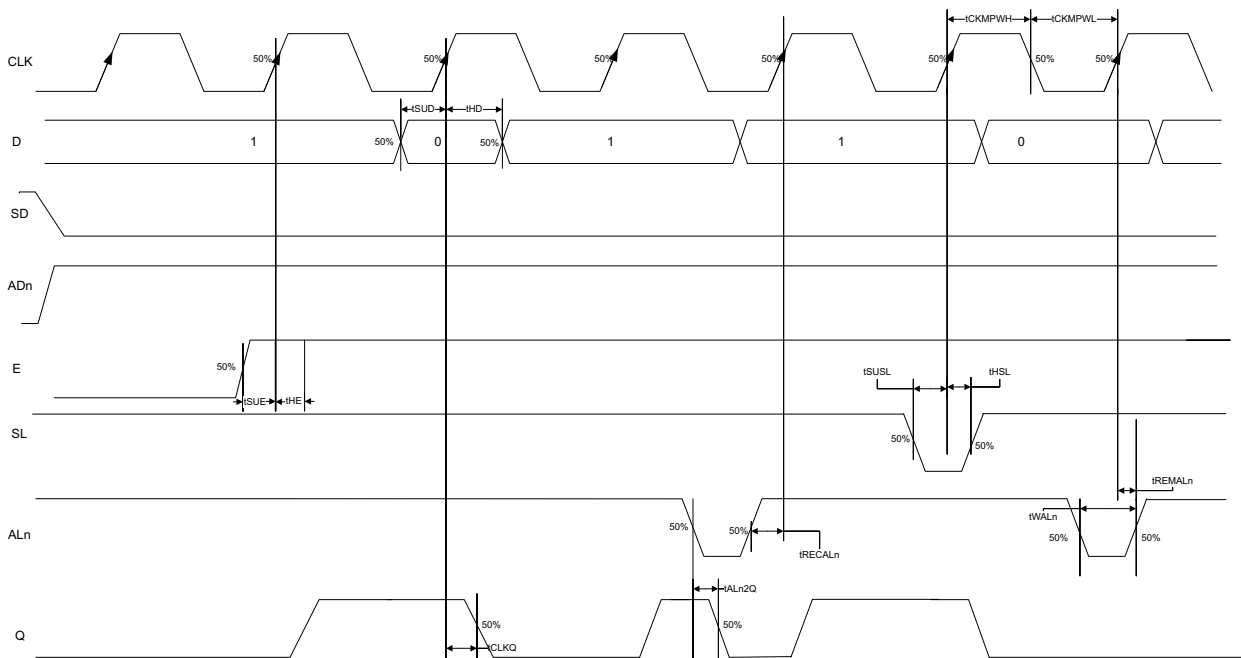 tCKMPWH tCKMPWL
CLK 50% 50% 50% 50% 50% 50% 50%
tSUD tHD
D 1 50% 0 50% 1 1 0
SD
ADn
E 50%
tSUE tHE
tSUSL tHSL
SL 50% 50%
tREMALn
tWALn
ALn 50% 50% 50% 50%
tRECALn
tALn2Q
Q 50% 50%
tCLKQ